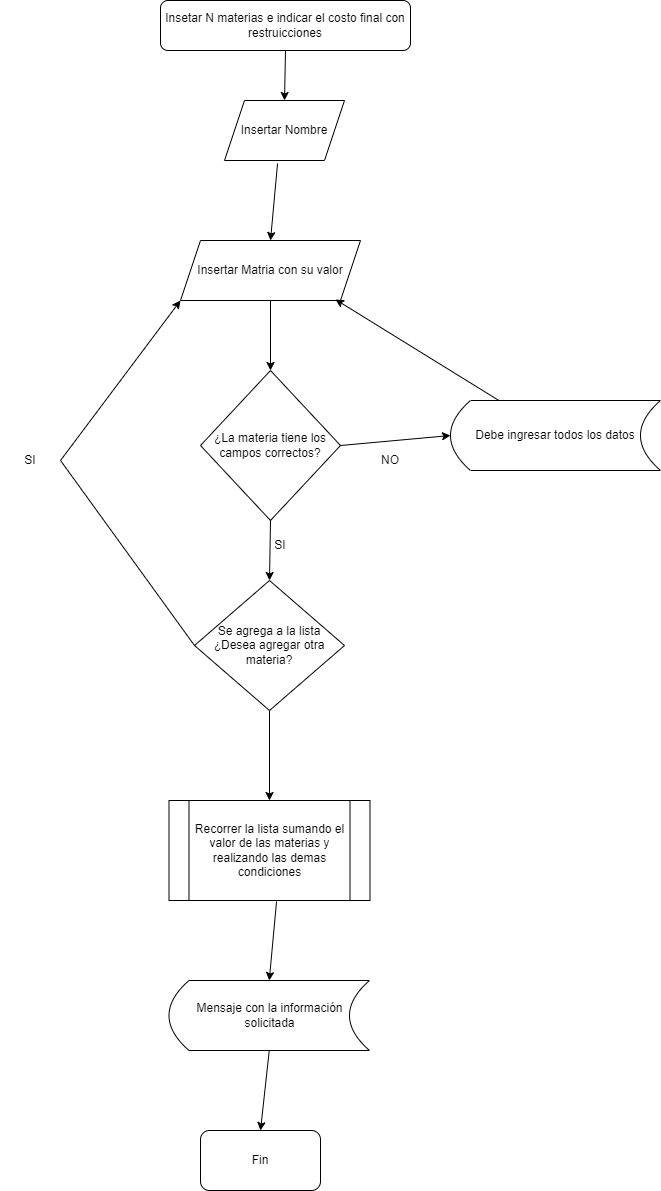 Insetar N materias e indicar el costo final con
restruicciones
Insertar Nombre
Insertar Matria con su valor
¿La materia tiene los
campos correctos?
Debe ingresar todos los datos
SI
NO
SI
Se agrega a la lista
¿Desea agregar otra
materia?
Recorrer la lista sumando el
valor de las materias y
realizando las demas
condiciones
Mensaje con la información
solicitada
Fin